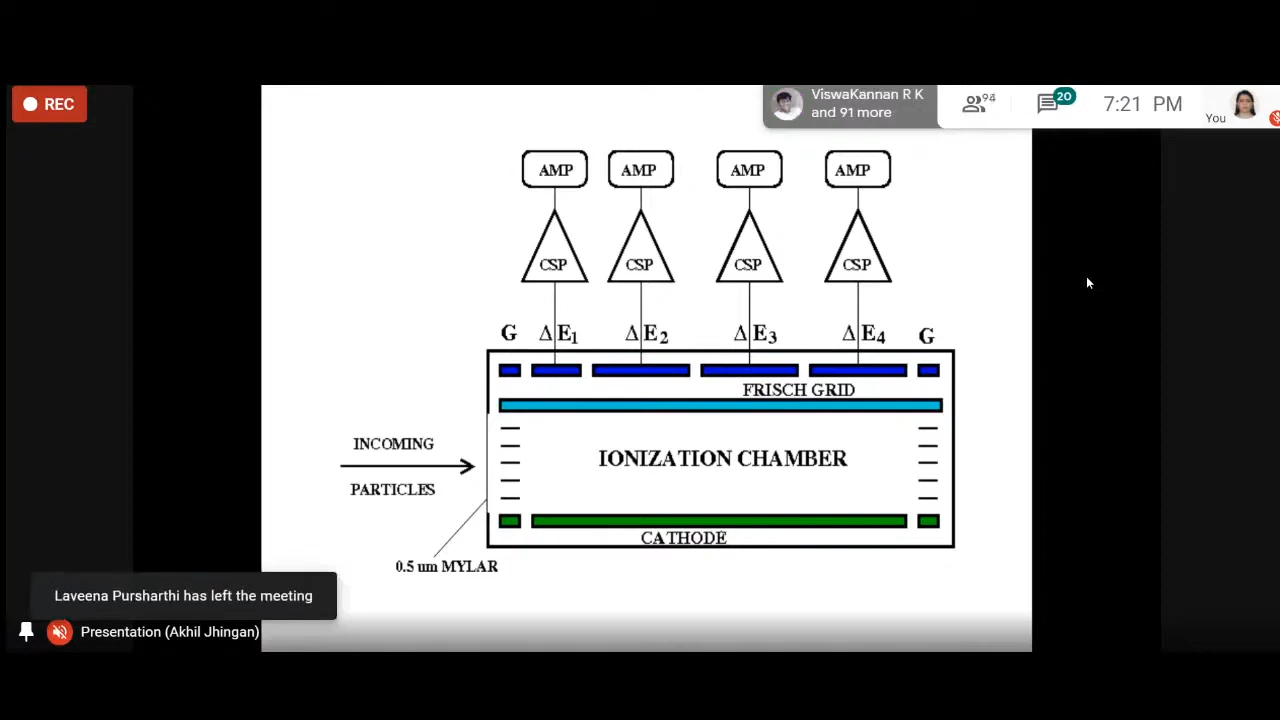 REC
ViswaKannan R K
and 91 more
94
20
7:21 PM
You
AMP AMP AMP AMP
CSP CSP CSP CSP
G ΔE1 ΔE2 ΔE3 ΔE4 G
FRISCH GRID
INCOMING
PARTICLES
IONIZATION CHAMBER
CATHODE
0.5 um MYLAR
Laveena Pursharthi has left the meeting
Presentation (Akhil Jhingan)